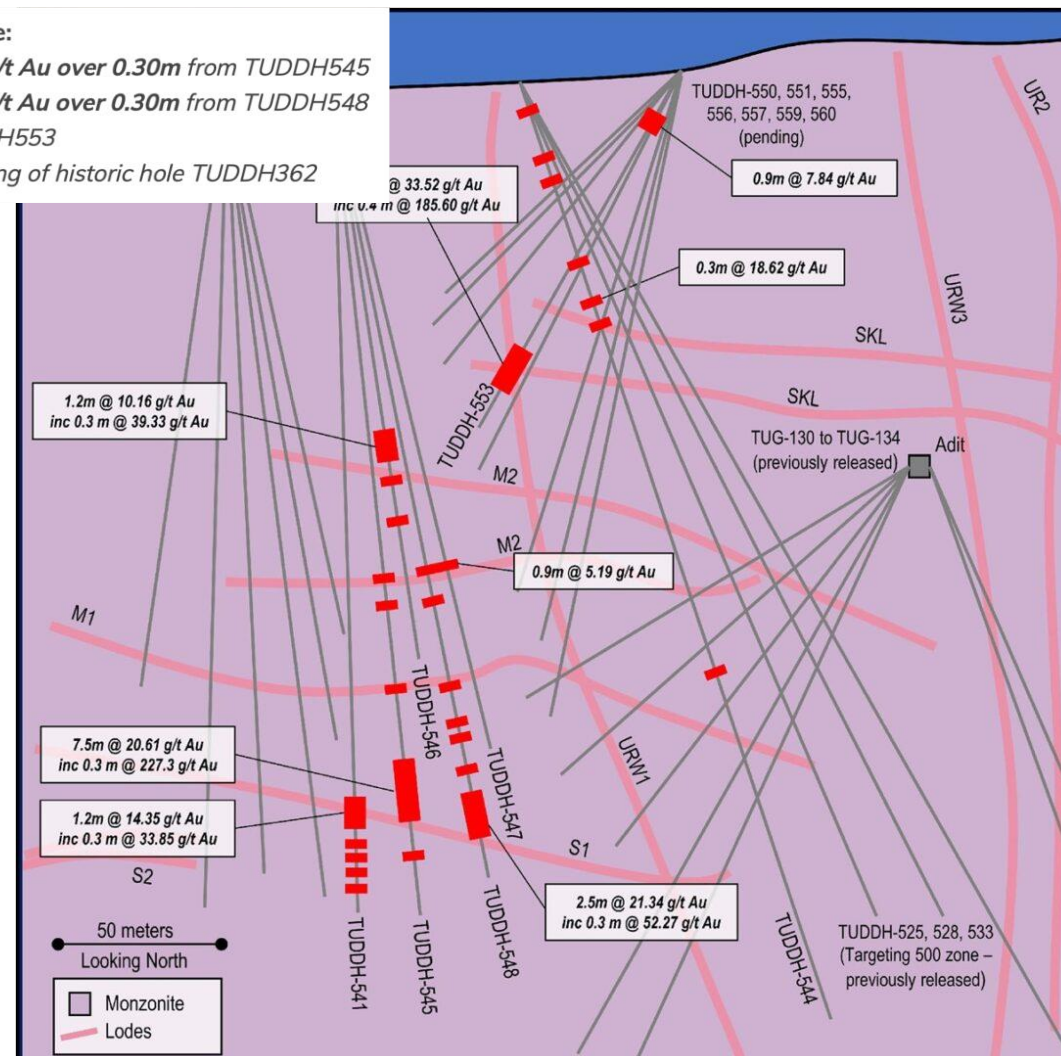 e:
/t Au over 0.30m from TUDDH545
/t Au over 0.30m from TUDDH548
H553
ng of historic hole TUDDH362
TUDDH-550, 551, 555,
556, 557, 559, 560
(pending)
UR2
@ 33.52 g/t Au
inc 0.4 m @ 185.60 g/t Au
0.9m @ 7.84 g/t Au
0.3m @ 18.62 g/t Au
URW3
SKL
SKL
1.2m @ 10.16 g/t Au
inc 0.3 m @ 39.33 g/t Au
TUDDH-553
TUG-130 to TUG-134
(previously released)
Adit
M2
M2
0.9m @ 5.19 g/t Au
M1
TUDDH-546
7.5m @ 20.61 g/t Au
inc 0.3 m @ 227.3 g/t Au
URW1
TUDDH-547
1.2m @ 14.35 g/t Au
inc 0.3 m @ 33.85 g/t Au
S1
S2
2.5m @ 21.34 g/t Au
inc 0.3 m @ 52.27 g/t Au
50 meters
Looking North
TUDDH-541
TUDDH-545
TUDDH-548
TUDDH-544
TUDDH-525, 528, 533
(Targeting 500 zone –
previously released)
Monzonite
Lodes